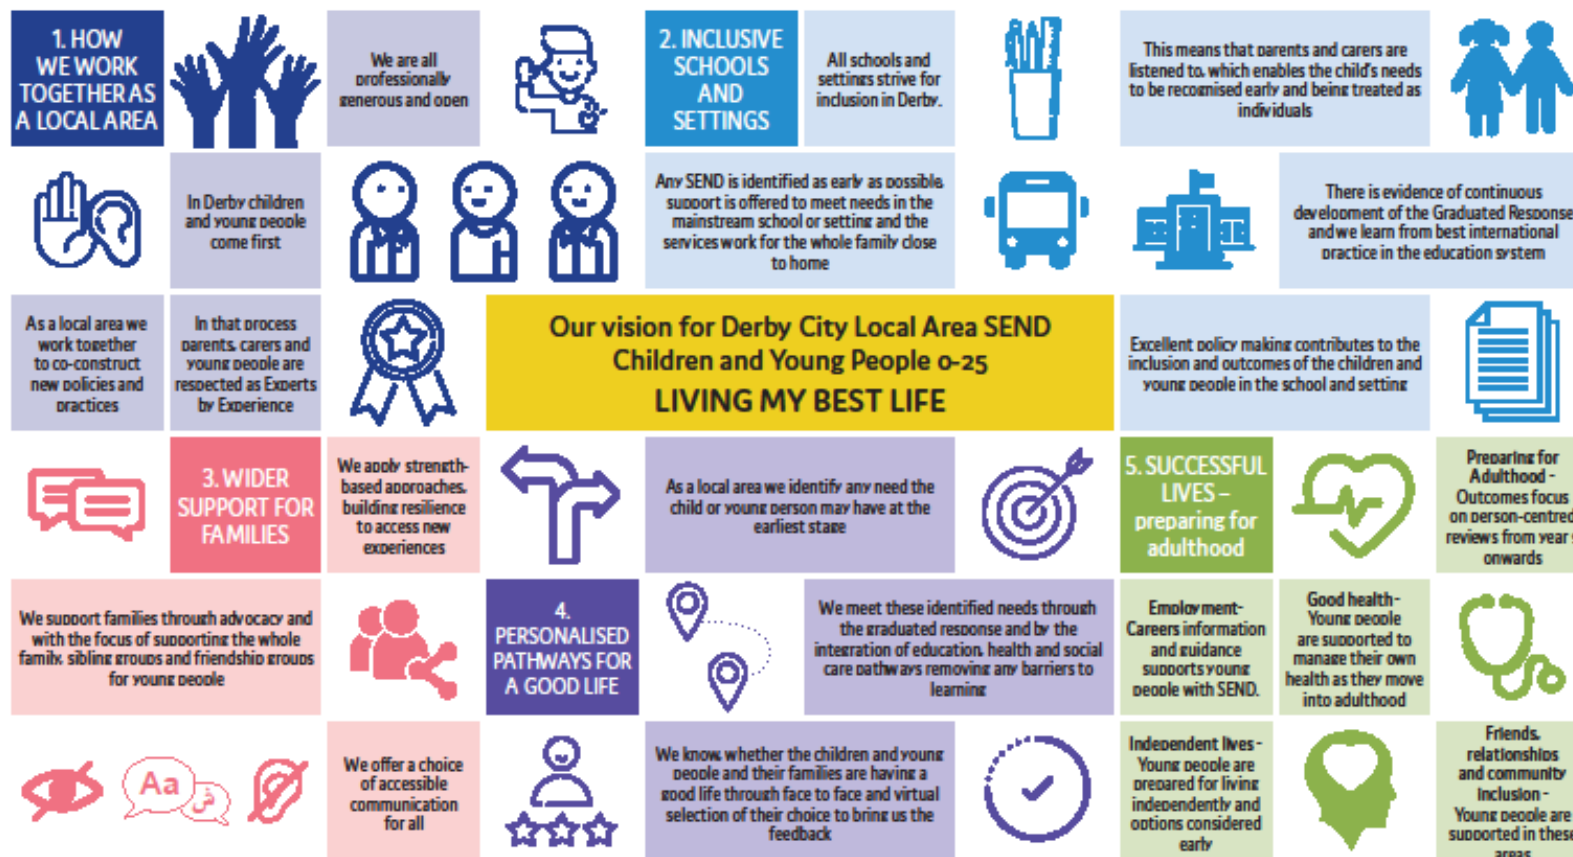 1. HOW
WE WORK
TOGETHER AS
A LOCAL AREA
We are all
professionally
generous and open
2. INCLUSIVE
SCHOOLS
AND
SETTINGS
All schools and
settings strive for
inclusion in Derby.
This means that parents and carers are
listened to, which enables the child's needs
to be recognised early and being treated as
individuals
In Derby children
and young people
come first
Any SEND is identified as early as possible,
support is offered to meet needs in the
mainstream school or setting and the
services work for the whole family close
to home
There is evidence of continuous
development of the Graduated Response
and we learn from best international
practice in the education system
As a local area we
work together
to co-construct
new policies and
practices
In that process
parents, carers and
young people are
respected as Experts
by Experience
Our vision for Derby City Local Area SEND
Children and Young People 0-25
LIVING MY BEST LIFE
Excellent policy making contributes to the
inclusion and outcomes of the children and
young people in the school and setting
3. WIDER
SUPPORT FOR
FAMILIES
We apply strength-
based approaches,
building resilience
to access new
experiences
As a local area we identify any need the
child or young person may have at the
earliest stage
5. SUCCESSFUL
LIVES –
preparing for
adulthood
Preparing for
Adulthood -
Outcomes focus
on person-centred
reviews from year
onwards
We support families through advocacy and
with the focus of supporting the whole
family, sibling groups and friendship groups
for young people
4.
PERSONALISED
PATHWAYS FOR
A GOOD LIFE
We meet these identified needs through
the graduated response and by the
integration of education, health and social
care pathways removing any barriers to
learning
Employment-
Careers information
and guidance
supports young
people with SEND.
Good health-
Young people
are supported to
manage their own
health as they move
into adulthood
Aa
ض
We offer a choice
of accessible
communication
for all
We know, whether the children and young
people and their families are having a
good life through face to face and virtual
selection of their choice to bring us the
feedback
Independent lives -
Young people are
prepared for living
independently and
options considered
early
Friends,
relationships
and community
inclusion -
Young people are
supported in these
areas